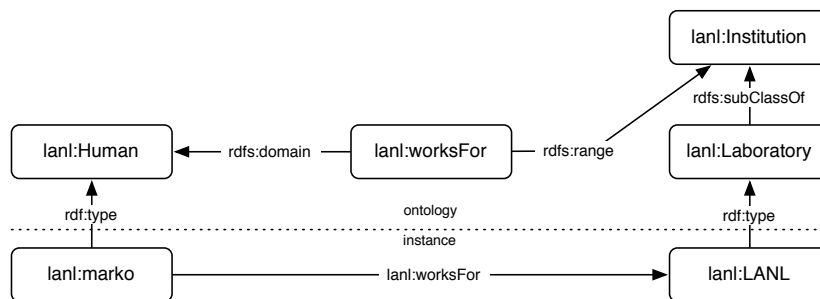 lanl:Institution
rdfs:subClassOf
lanl:Human
rdfs:domain
lanl:worksFor
rdfs:range
lanl:Laboratory
rdf:type
ontology
rdf:type
instance
lanl:marko
lanl:worksFor
lanl:LANL